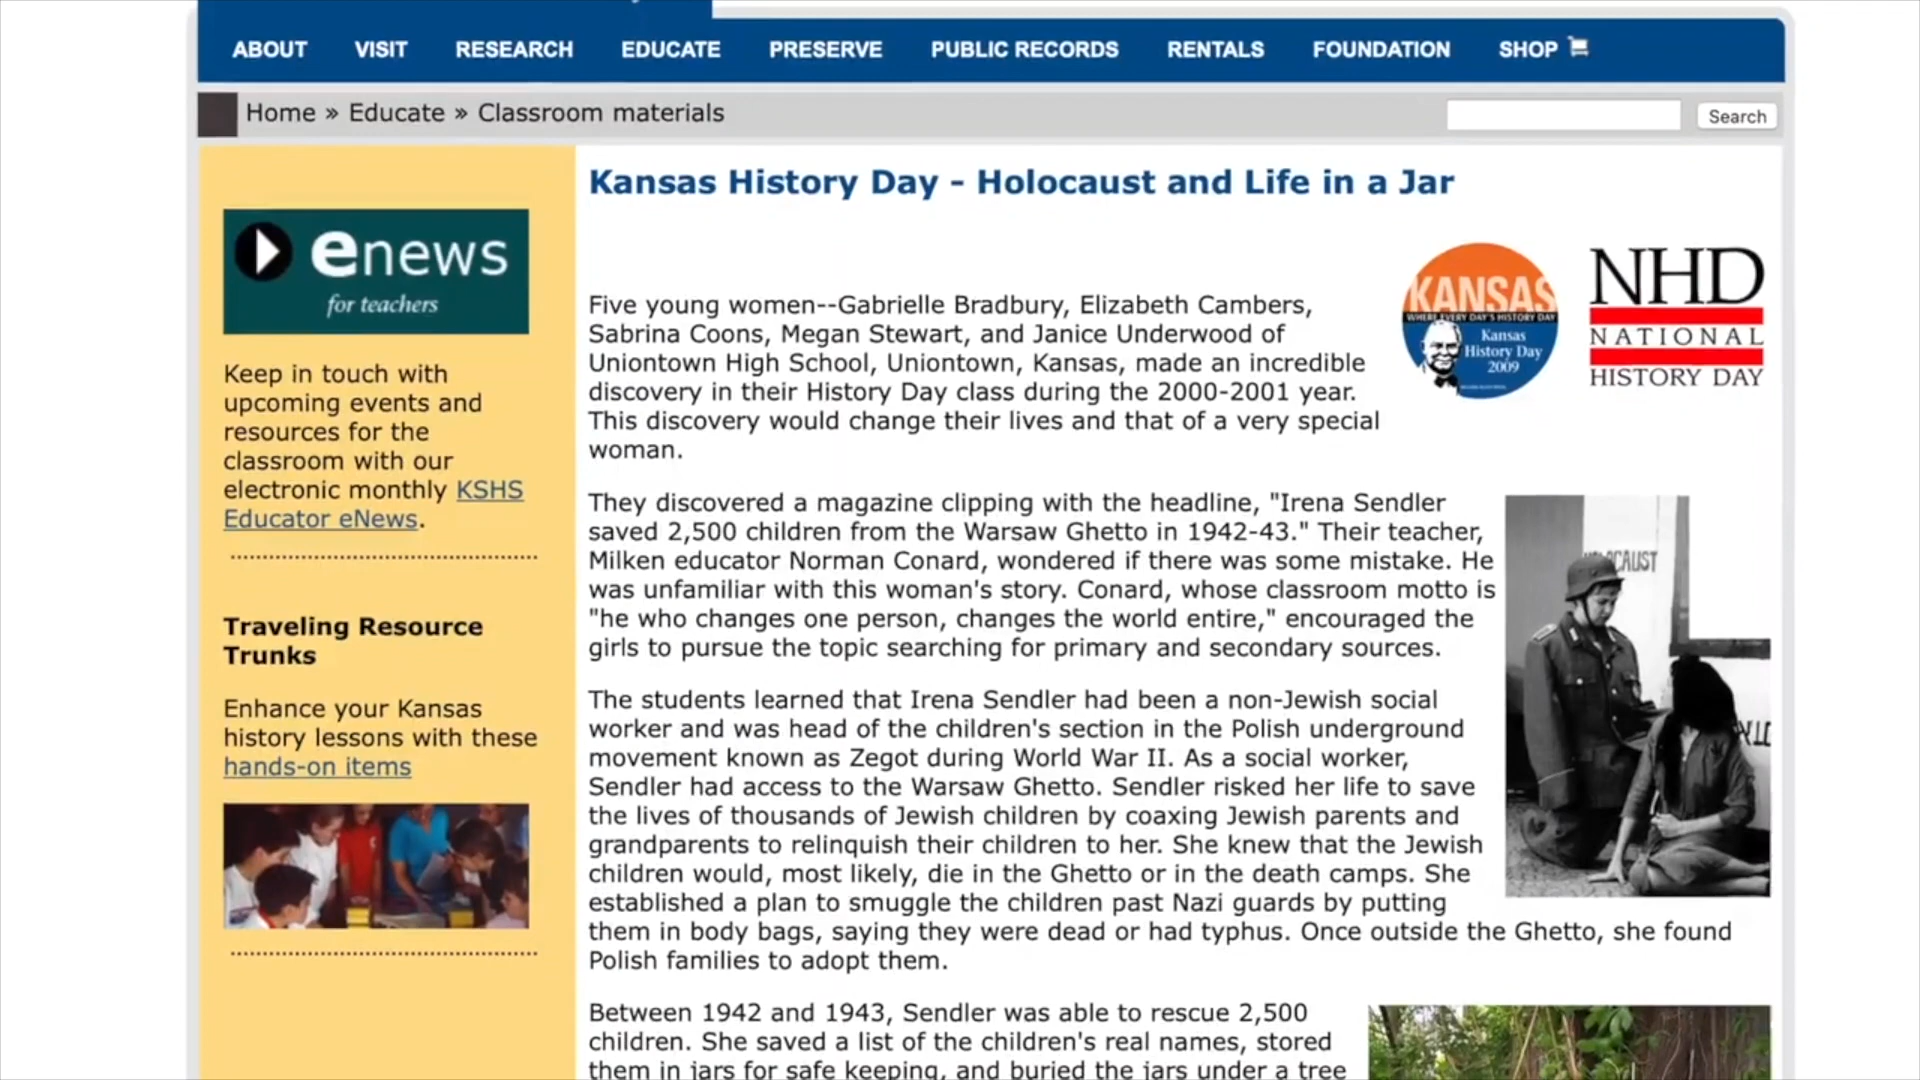 ABOUT VISIT RESEARCH EDUCATE PRESERVE PUBLIC RECORDS RENTALS FOUNDATION SHOP
Home » Educate » Classroom materials
Search
enews
for teachers
Keep in touch with
upcoming events and
resources for the
classroom with our
electronic monthly KSHS
Educator eNews.
Traveling Resource
Trunks
Enhance your Kansas
history lessons with these
hands-on items
Kansas History Day - Holocaust and Life in a Jar
KANSAS
WHERE EVERY DAY'S HISTORY DAY
Kansas
History Day
2009
NHD
NATIONAL
HISTORY DAY
Five young women--Gabrielle Bradbury, Elizabeth Cambers,
Sabrina Coons, Megan Stewart, and Janice Underwood of
Uniontown High School, Uniontown, Kansas, made an incredible
discovery in their History Day class during the 2000-2001 year.
This discovery would change their lives and that of a very special
woman.
They discovered a magazine clipping with the headline, "Irena Sendler
saved 2,500 children from the Warsaw Ghetto in 1942-43." Their teacher,
Milken educator Norman Conard, wondered if there was some mistake. He
was unfamiliar with this woman's story. Conard, whose classroom motto is
"he who changes one person, changes the world entire," encouraged the
girls to pursue the topic searching for primary and secondary sources.
The students learned that Irena Sendler had been a non-Jewish social
worker and was head of the children's section in the Polish underground
movement known as Zegot during World War II. As a social worker,
Sendler had access to the Warsaw Ghetto. Sendler risked her life to save
the lives of thousands of Jewish children by coaxing Jewish parents and
grandparents to relinquish their children to her. She knew that the Jewish
children would, most likely, die in the Ghetto or in the death camps. She
established a plan to smuggle the children past Nazi guards by putting
them in body bags, saying they were dead or had typhus. Once outside the Ghetto, she found
Polish families to adopt them.
Between 1942 and 1943, Sendler was able to rescue 2,500
children. She saved a list of the children's real names, stored
them in jars for safe keeping, and buried the jars under a tree